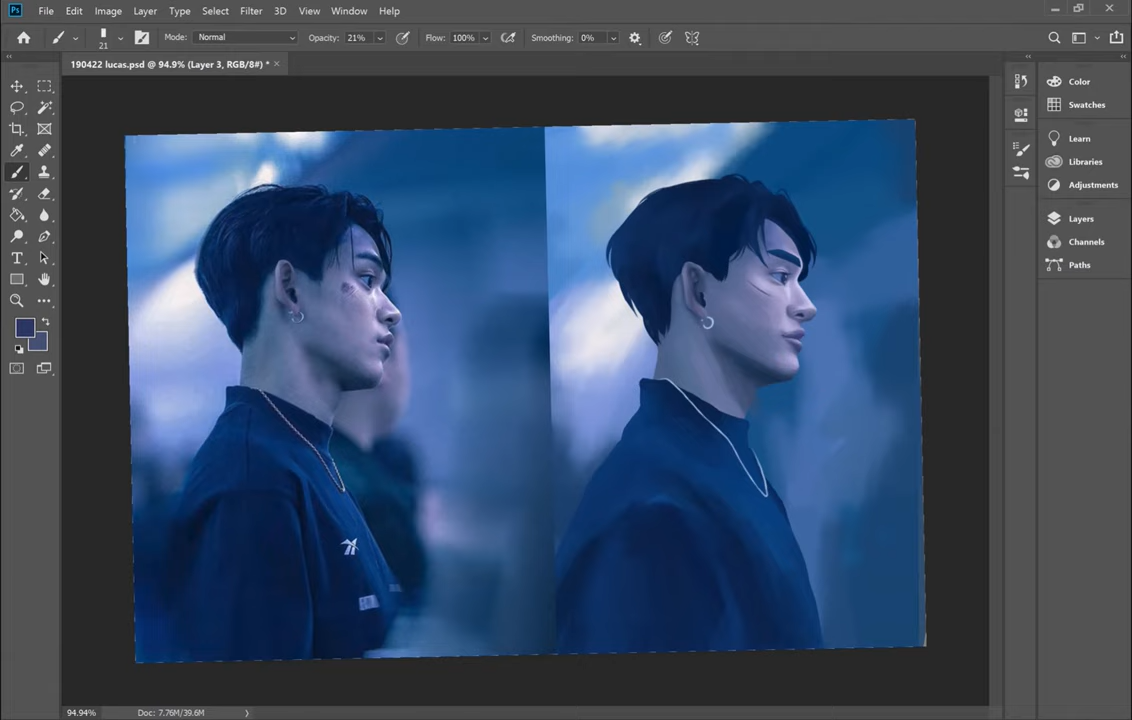 Ps File Edit Image Layer Type Select Filter 3D View Window Help
21 Mode: Normal Opacity: 21% Flow: 100% Smoothing: 0%
190422 lucas.psd @ 94.9% (Layer 3, RGB/8#) * ×
Color
Swatches
Learn
Libraries
Adjustments
Layers
Channels
Paths
94.94% Doc: 7.76M/39.6M